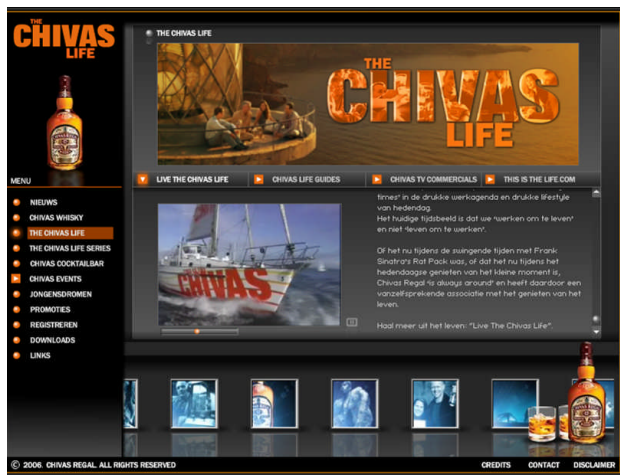 THE
CHIVAS
LIFE
THE CHIVAS LIFE
THE
CHIVAS
LIFE
MENU
LIVE THE CHIVAS LIFE
CHIVAS LIFE GUIDES
CHIVAS TV COMMERCIALS
THIS IS THE LIFE.COM
NIEUWS
CHIVAS WHISKY
THE CHIVAS LIFE
THE CHIVAS LIFE SERIES
CHIVAS COCKTAILBAR
CHIVAS EVENTS
JONGENSDROMEN
PROMOTIES
REGISTREREN
DOWNLOADS
LINKS
CHIVAS
times' in de drukke werkagenda en drukke lifestyle
van hedendag.
Het huidige tijdsbeeld is dat we 'werken om te leven'
en niet 'leven om te werken'.
Of het nu tijdens de swingende tijden met Frank
Sinatra's Rat Pack was, of dat het nu tijdens het
hedendaagse genieten van het kleine moment is,
Chivas Regal 'is always around' en heeft daardoor een
vanzelfsprekende associatie met het genieten van het
leven.
Haal meer uit het leven: "Live The Chivas Life".
© 2006. CHIVAS REGAL. ALL RIGHTS RESERVED
CREDITS
CONTACT
DISCLAIMER